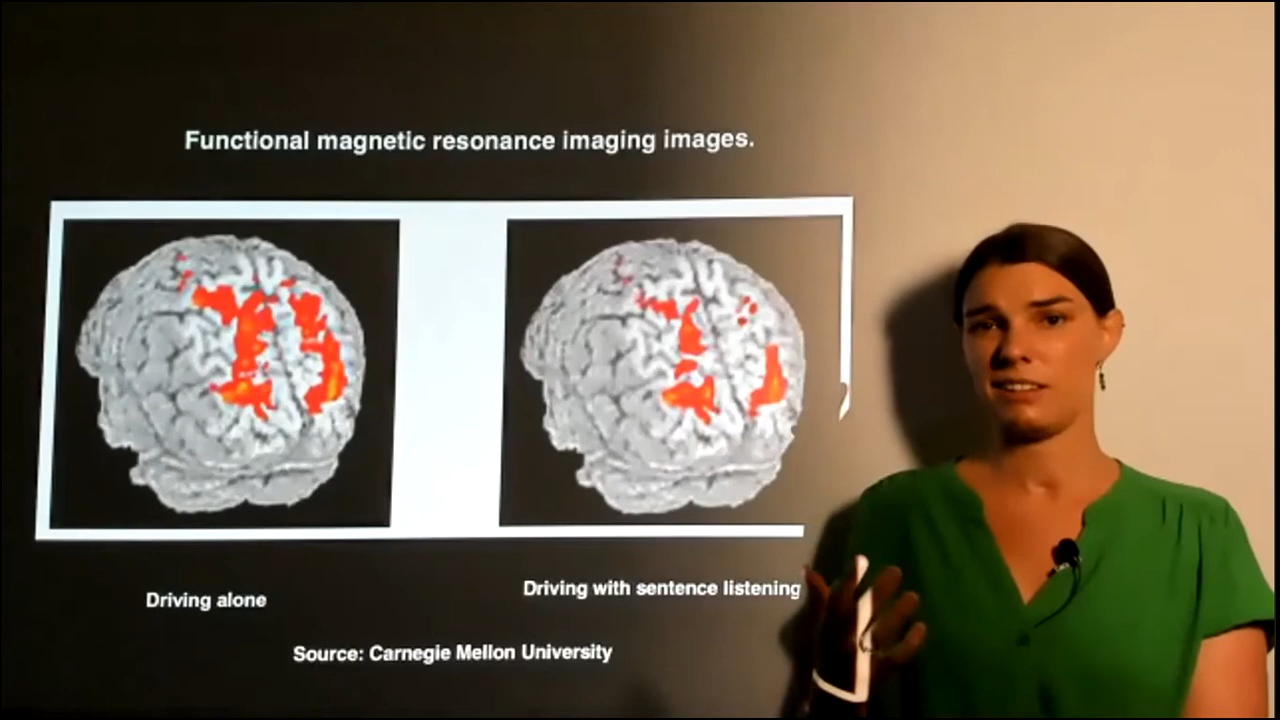 Functional magnetic resonance imaging images.
Driving alone
Driving with sentence listening
Source: Carnegie Mellon University